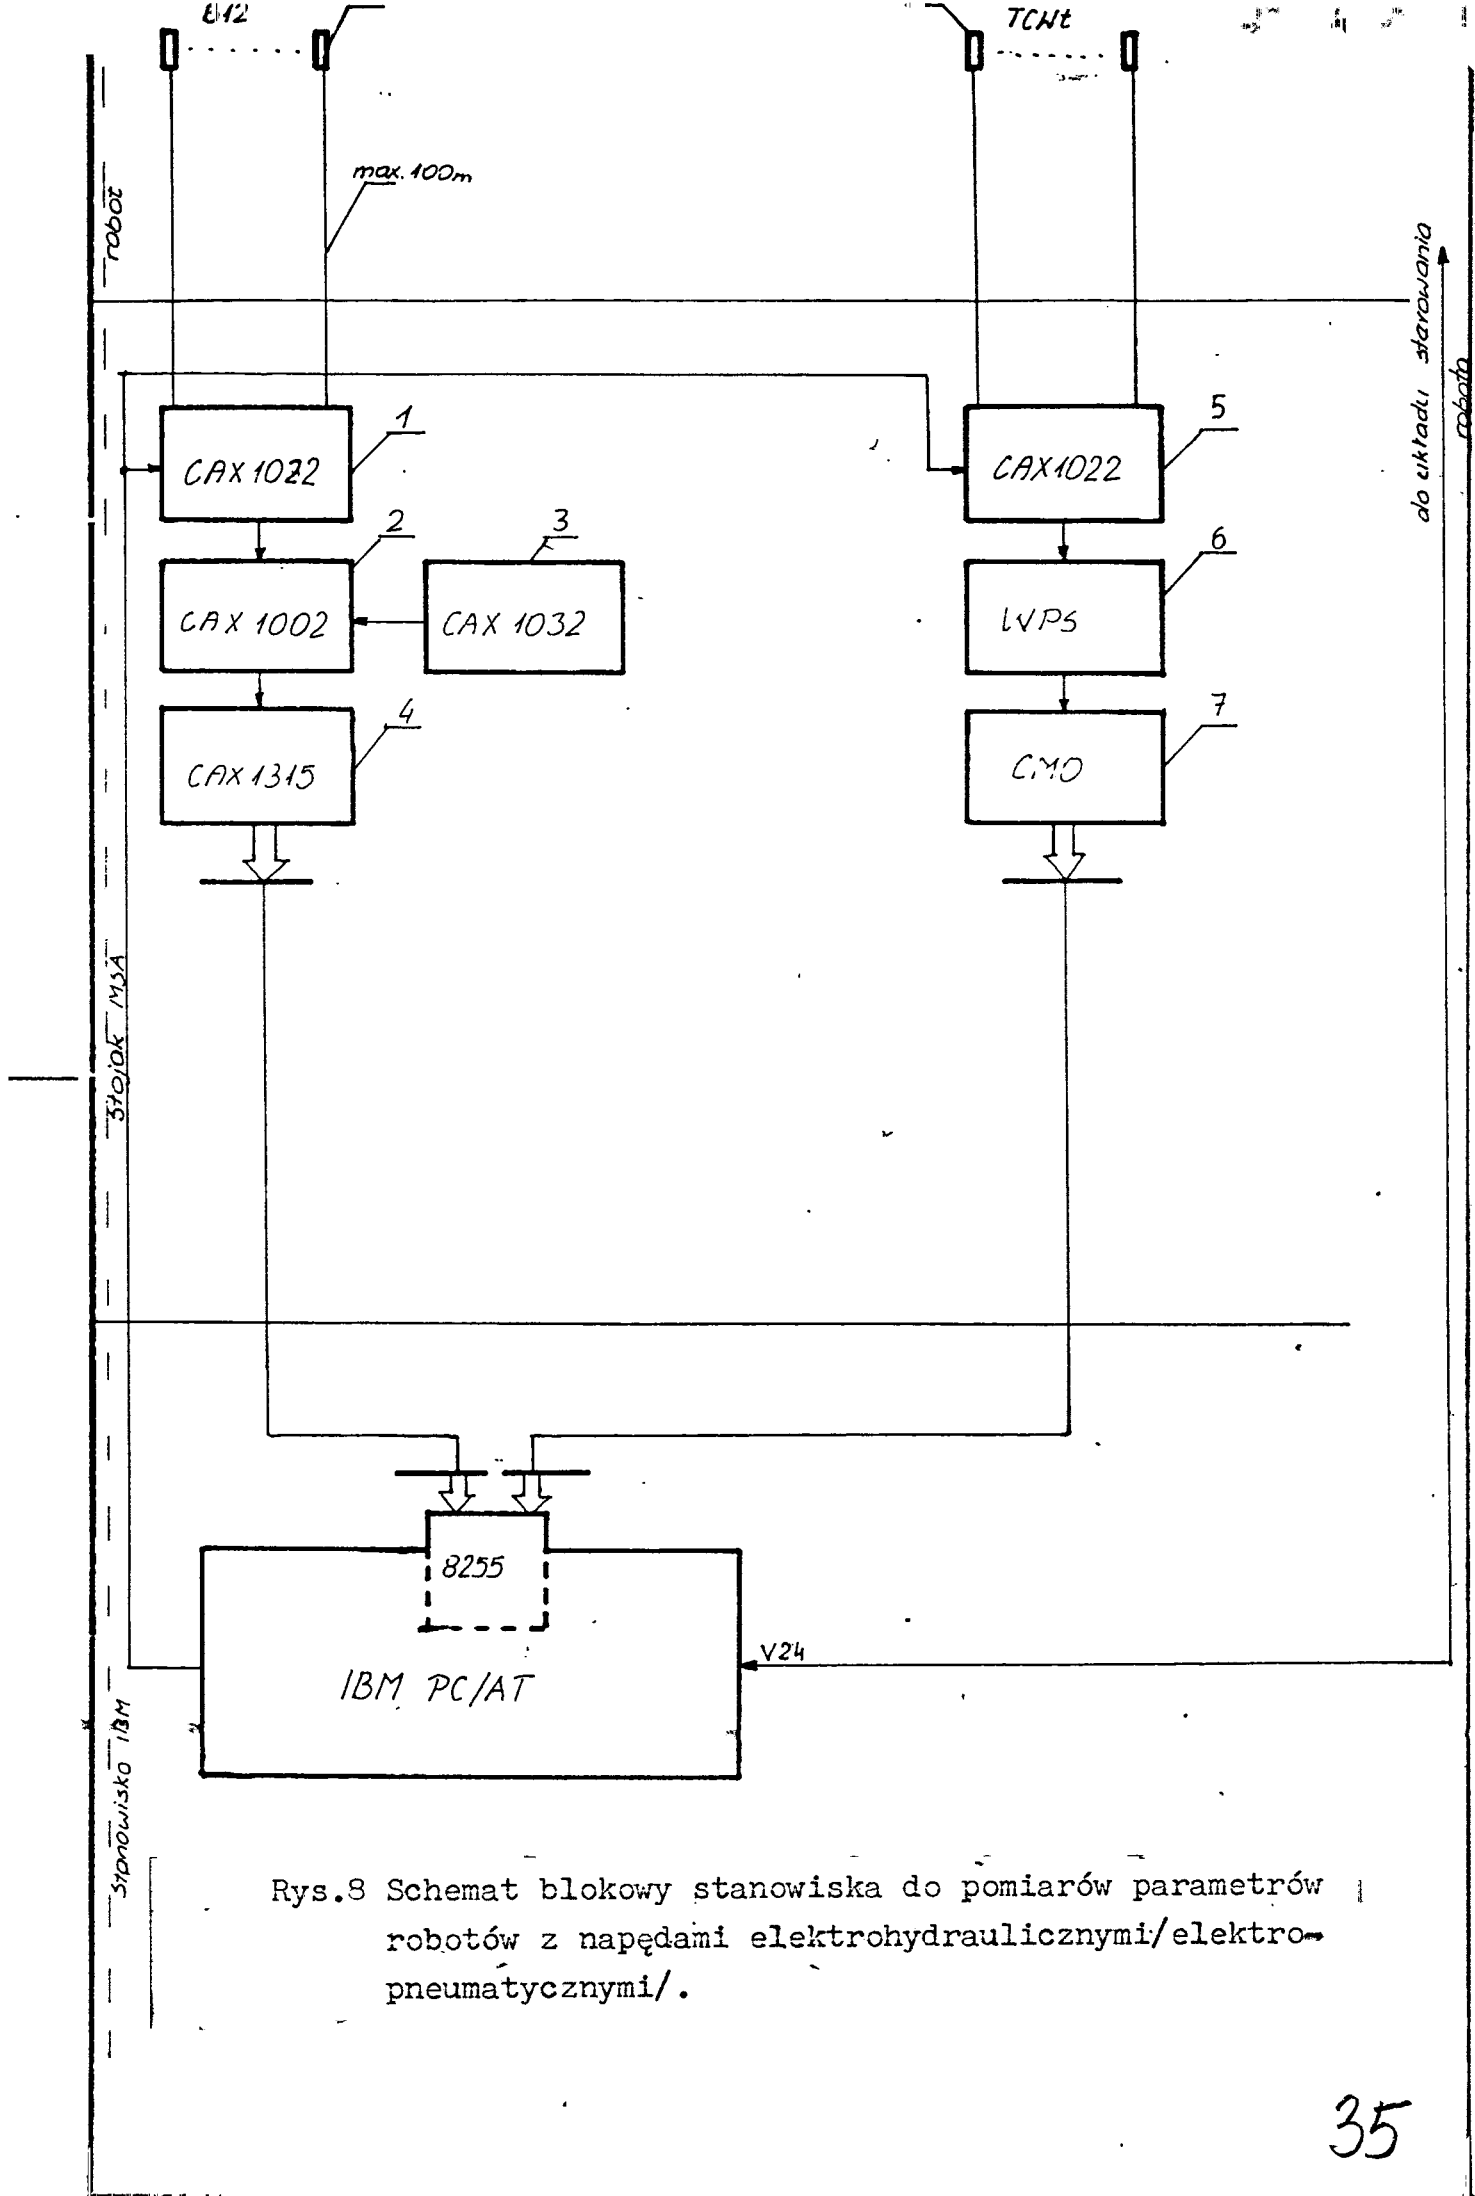 B12
TCWt
max. 100m
robot
do układu starowania
robota
1
5
CAX 1022
CAX1022
2
3
6
CAX 1002
CAX 1032
LVPS
4
7
CAX 1315
CMO
Stojak MSA
8255
V24
IBM PC/AT
Stanowisko IBM
Rys.8 Schemat blokowy stanowiska do pomiarów parametrów
robotów z napędami elektrohydraulicznymi/elektro-
pneumatycznymi/.
35